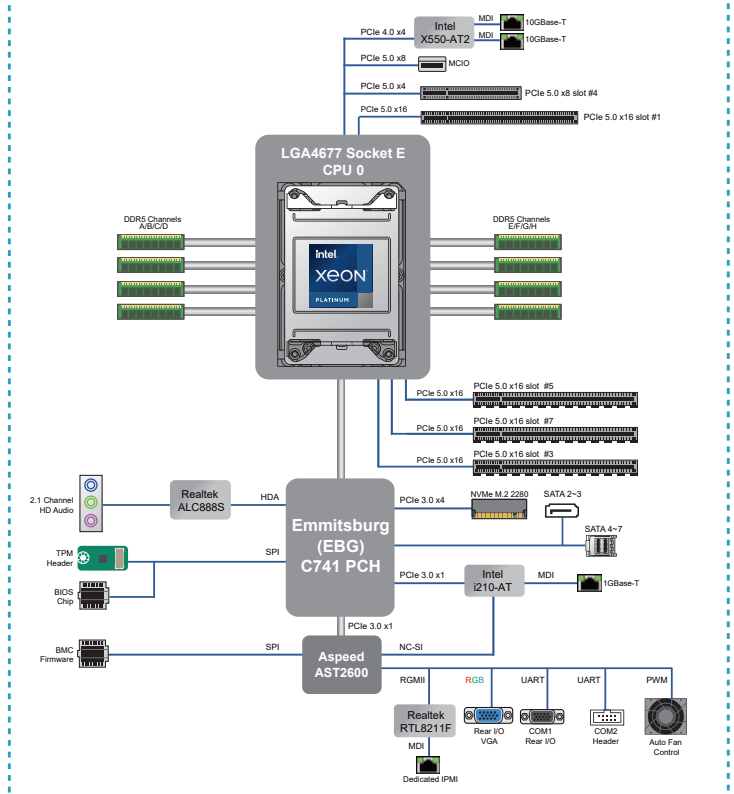 PCIe 4.0 x4
Intel
X550-AT2
MDI
10GBase-T
MDI
10GBase-T
PCIe 5.0 x8
MCIO
PCIe 5.0 x4
PCIe 5.0 x8 slot #4
PCIe 5.0 x16
PCIe 5.0 x16 slot #1
LGA4677 Socket E
CPU 0
DDR5 Channels
A/B/C/D
DDR5 Channels
E/F/G/H
intel.
XEON
PLATINUM
PCIe 5.0 x16
PCIe 5.0 x16 slot #5
PCIe 5.0 x16
PCIe 5.0 x16 slot #7
PCIe 5.0 x16
PCIe 5.0 x16 slot #3
2.1 Channel
HD Audio
Realtek
ALC888S
HDA
Emmitsburg
(EBG)
C741 PCH
PCIe 3.0 x4
NVMe M.2 2280
SATA 2~3
SATA 4~7
TPM
Header
SPI
BIOS
Chip
PCIe 3.0 x1
Intel
i210-AT
MDI
1GBase-T
PCIe 3.0 x1
BMC
Firmware
SPI
Aspeed
AST2600
NC-SI
RGMII
RGB
UART
UART
PWM
Realtek
RTL8211F
MDI
Dedicated IPMI
Rear I/O
VGA
COM1
Rear I/O
COM2
Header
Auto Fan
Control